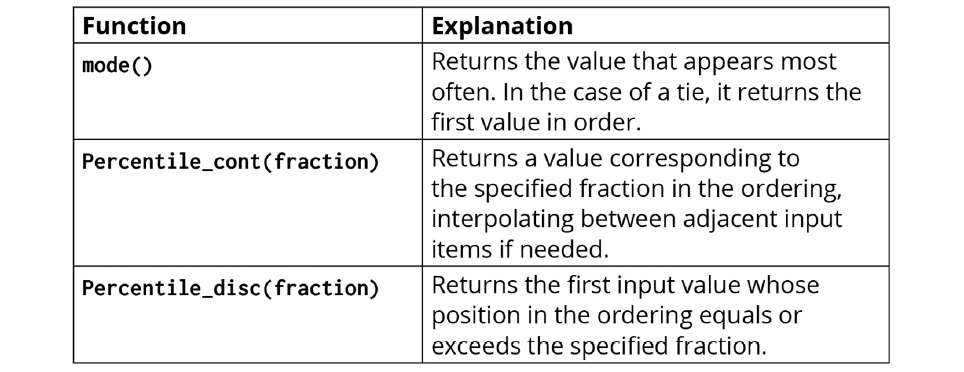 Function Explanation
mode() Returns the value that appears most
often. In the case of a tie, it returns the
first value in order.
Percentile_cont(fraction) Returns a value corresponding to
the specified fraction in the ordering,
interpolating between adjacent input
items if needed.
Percentile_disc(fraction) Returns the first input value whose
position in the ordering equals or
exceeds the specified fraction.